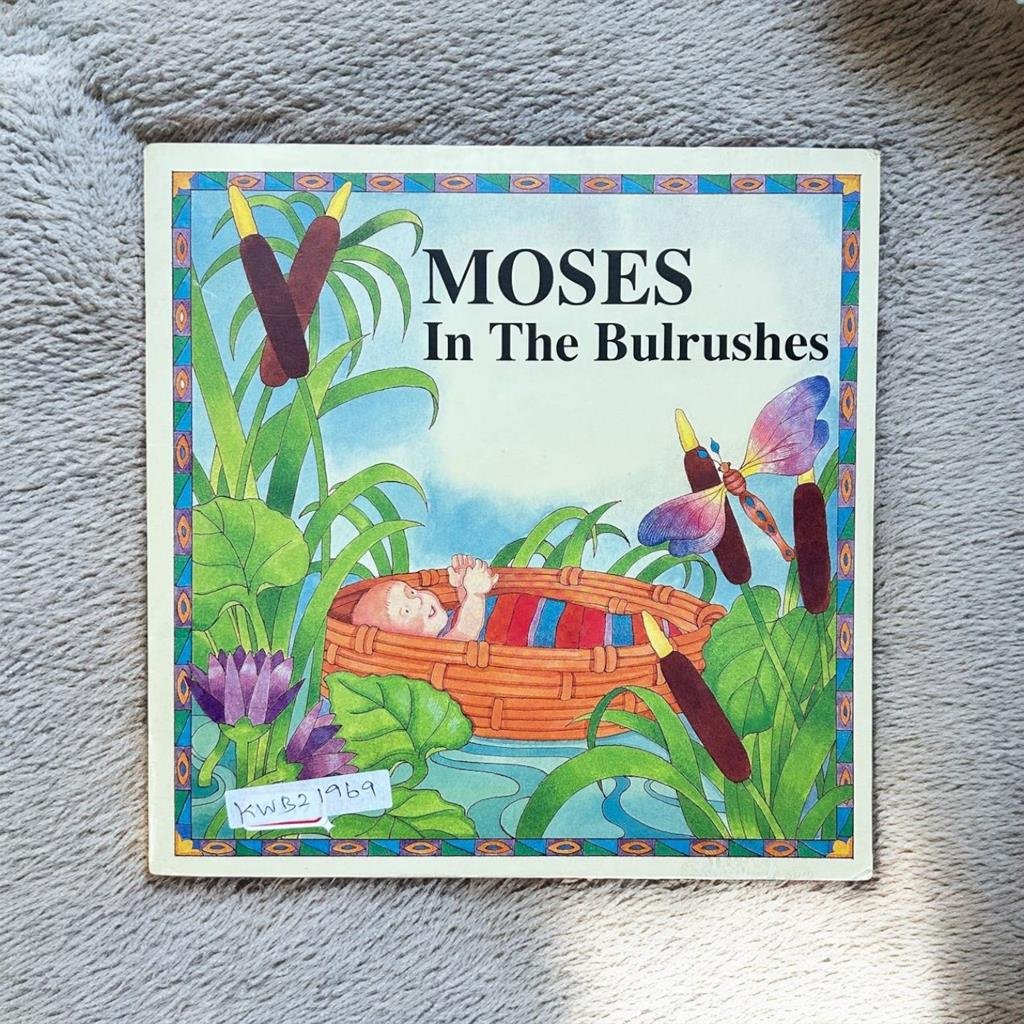 MOSES
In The Bulrushes
KWB21969